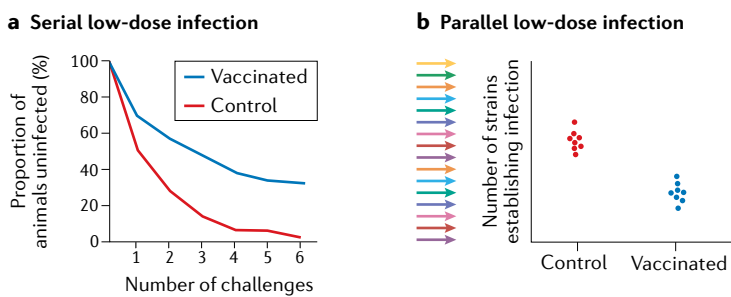 a Serial low-dose infection
Proportion of
animals uninfected (%)
100
80
60
40
20
0
Vaccinated
Control
1 2 3 4 5 6
Number of challenges
b Parallel low-dose infection
Number of strains
establishing infection
Control Vaccinated